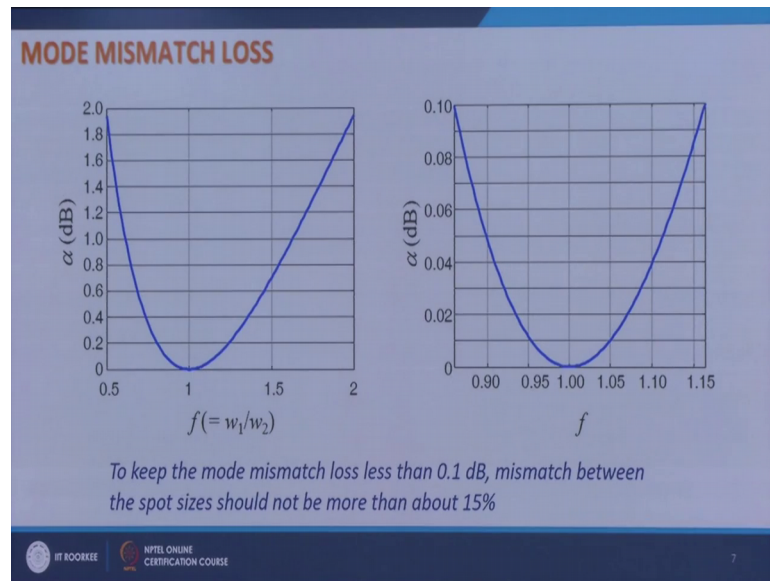 MODE MISMATCH LOSS
2.0
1.8
1.6
1.4
1.2
1.0
0.8
0.6
0.4
0.2
0
0.5
1
1.5
2
α (dB)
f(= w₁/w₂)
0.10
0.08
0.06
0.04
0.02
0
0.90
0.95
1.00
1.05
1.10
1.15
α (dB)
f
To keep the mode mismatch loss less than 0.1 dB, mismatch between
the spot sizes should not be more than about 15%
IIT ROORKEE
NPTEL ONLINE
CERTIFICATION COURSE
7